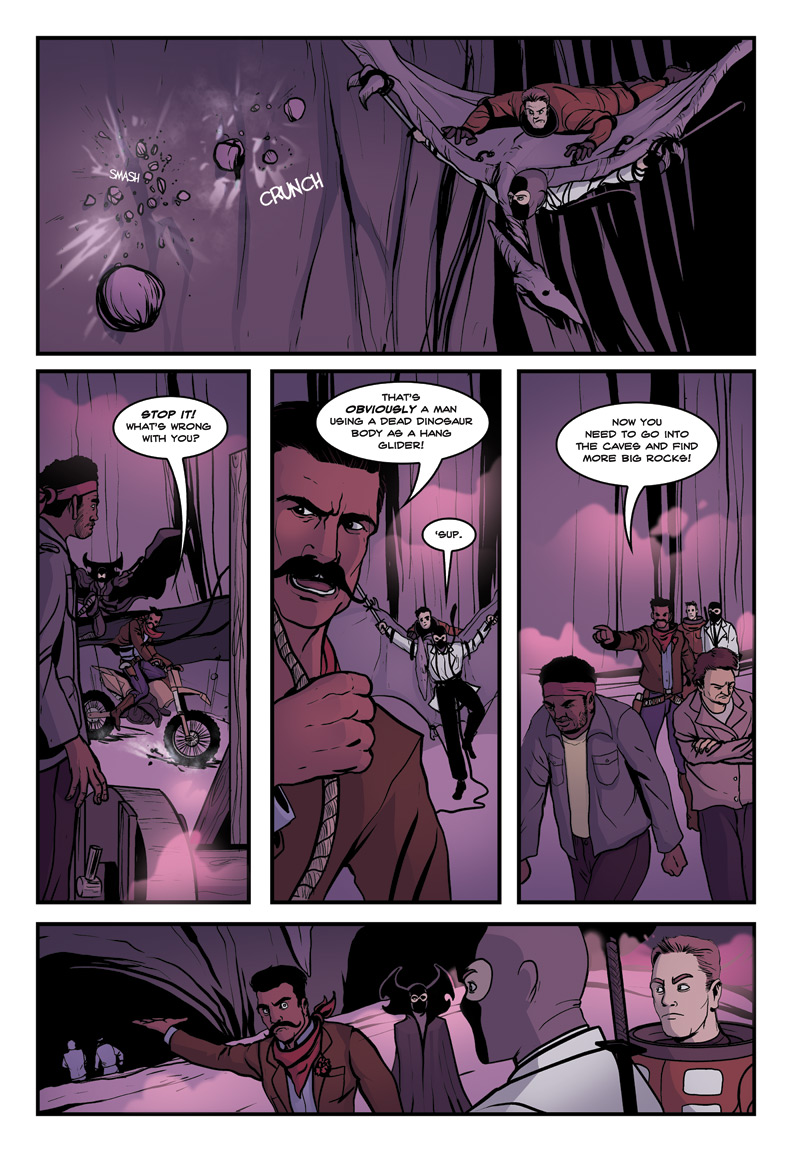 SMASH
CRUNCH
STOP IT!
WHAT'S WRONG
WITH YOU?
THAT'S
OBVIOUSLY A MAN
USING A DEAD DINOSAUR
BODY AS A HANG
GLIDER!
'SUP.
NOW YOU
NEED TO GO INTO
THE CAVES AND FIND
MORE BIG ROCKS!